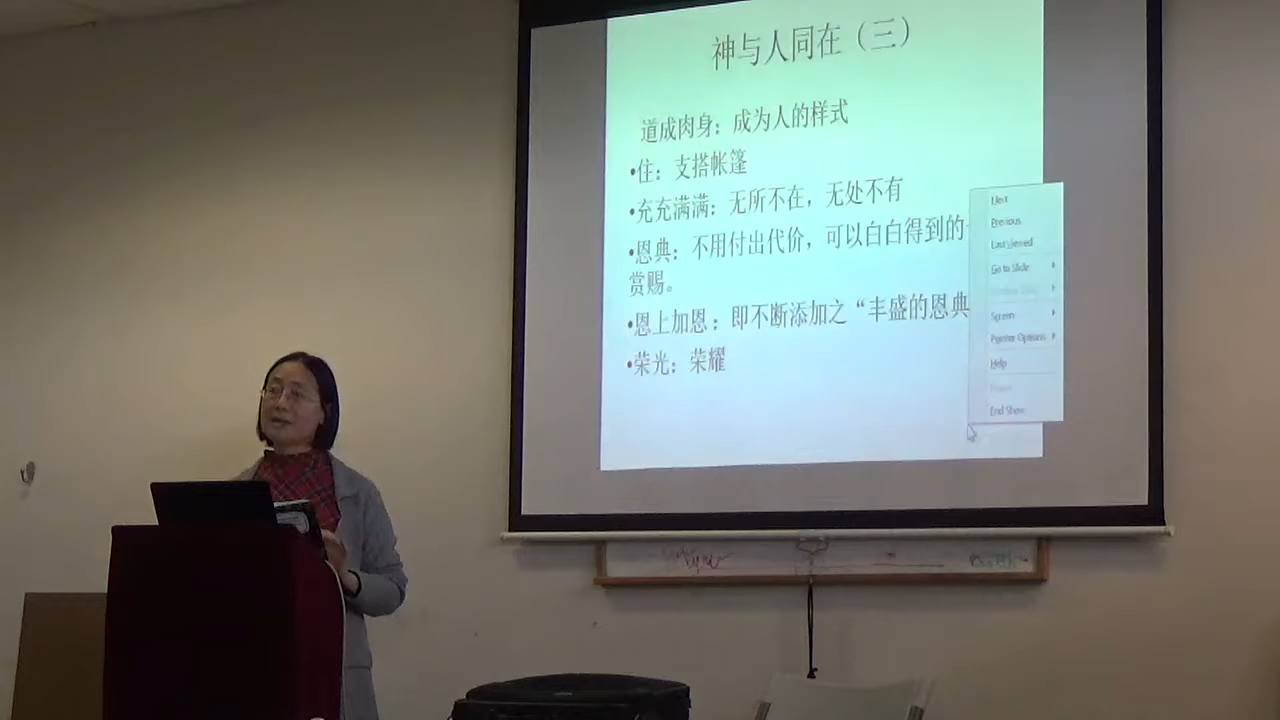 神与人同在（三）
道成肉身：成为人的样式
•住：支搭帐篷
•充充满满：无所不在，无处不有
•恩典：不用付出代价，可以白白得到的
赏赐。
•恩上加恩：即不断添加之“丰盛的恩典
•荣光：荣耀
Next
Previous
Last Viewed
Go to Slide
Screen
Pointer Options
Help
End Show